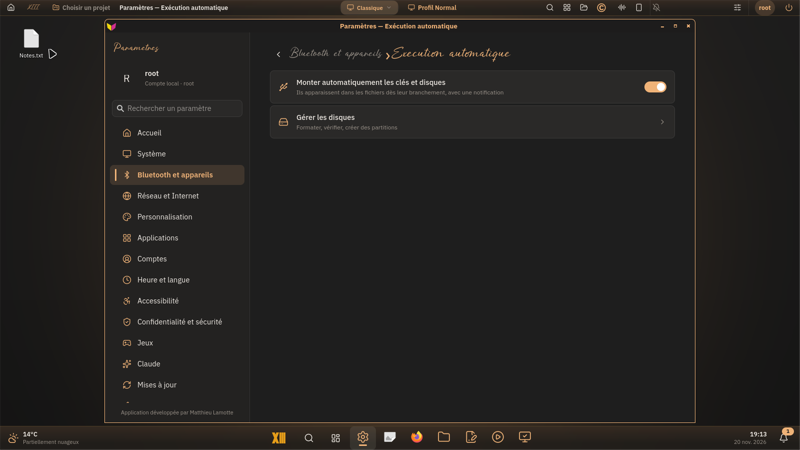 Choisir un projet
Paramètres — Exécution automatique
Classique
Profil Normal
root
Notes.txt
Paramètres — Exécution automatique
Paramètres
R
root
Compte local · root
Rechercher un paramètre
Accueil
Système
Bluetooth et appareils
Réseau et Internet
Personnalisation
Applications
Comptes
Heure et langue
Accessibilité
Confidentialité et sécurité
Jeux
Claude
Mises à jour
Application développée par Matthieu Lamotte
Bluetooth et appareils › Exécution automatique
Monter automatiquement les clés et disques
Ils apparaissent dans les fichiers dès leur branchement, avec une notification
Gérer les disques
Formater, vérifier, créer des partitions
14°C
Partiellement nuageux
XIII
19:13
20 nov. 2026
1